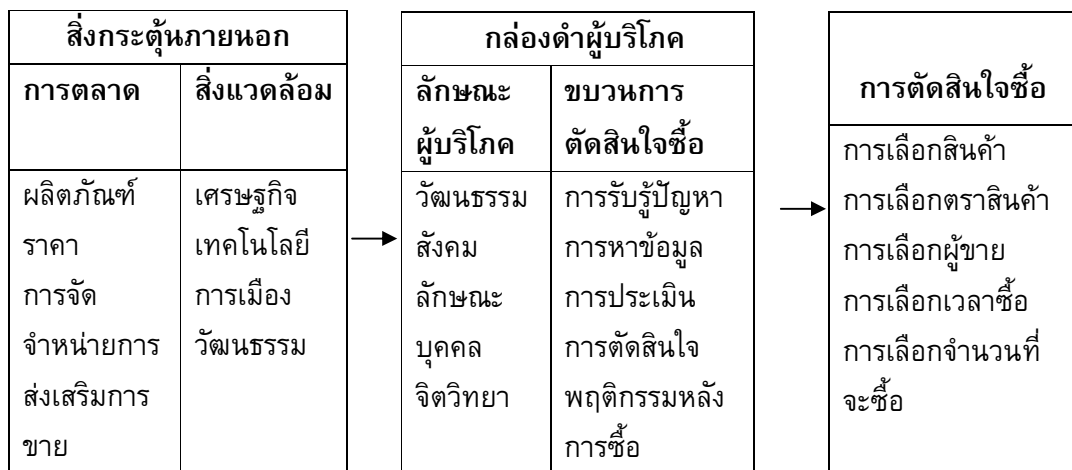 สิ่งกระตุ้นภายนอก
การตลาด
สิ่งแวดล้อม
ผลิตภัณฑ์
ราคา
การจัด
จำหน่ายการ
ส่งเสริมการ
ขาย
เศรษฐกิจ
เทคโนโลยี
การเมือง
วัฒนธรรม
กล่องดำผู้บริโภค
ลักษณะ
ผู้บริโภค
ขบวนการ
ตัดสินใจซื้อ
วัฒนธรรม
สังคม
ลักษณะ
บุคคล
จิตวิทยา
การรับรู้ปัญหา
การหาข้อมูล
การประเมิน
การตัดสินใจ
พฤติกรรมหลัง
การซื้อ
การตัดสินใจซื้อ
การเลือกสินค้า
การเลือกตราสินค้า
การเลือกผู้ขาย
การเลือกเวลาซื้อ
การเลือกจำนวนที่
จะซื้อ